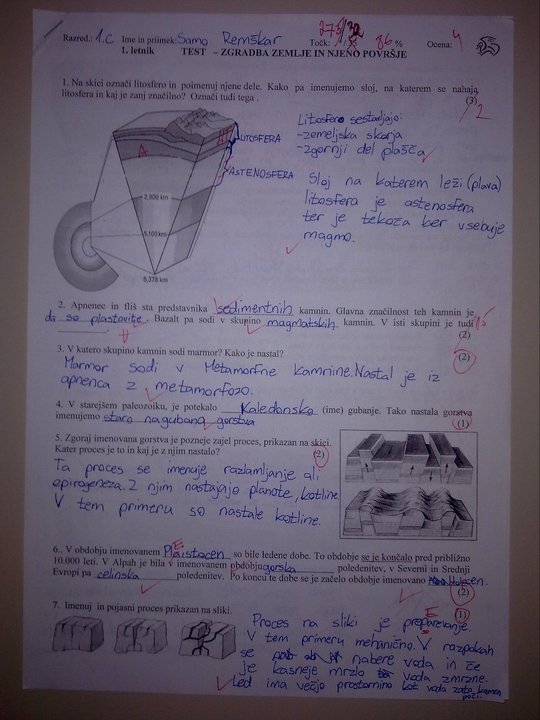 Razred.: 1.C Ime in priimek: Samo Remškar Točk: 27,5/32 86 % Ocena: 4
1. letnik TEST – ZGRADBA ZEMLJE IN NJENO POVRŠJE
1. Na skici označi litosfero in poimenuj njene dele. Kako pa imenujemo sloj, na katerem se nahaja
litosfera in kaj je zanj značilno? Označi tudi tega .
(3)
2
Litosfero sestavljajo:
-zemeljska skorja
-zgornji del plašča
LITOSFERA
A
ASTENOSFERA
Sloj na katerem leži (plava)
litosfera je astenosfera
ter je tekoča ker vsebuje
magmo.
2,900 km
5,100 km
6,378 km
2. Apnenec in fliš sta predstavnika sedimentnih kamnin. Glavna značilnost teh kamnin je
da so plastovite. Bazalt pa sodi v skupino magmatskih kamnin. V isti skupini je tudi
1,5
(2)
3. V katero skupino kamnin sodi marmor? Kako je nastal?
(2)
Marmor sodi v Metamorfne kamnine. Nastal je iz
apnenca z metamorfozo.
4. V starejšem paleozoiku, je potekalo Kaledonsko (ime) gubanje. Tako nastala gorstva
imenujemo staro nagubana gorstva
(1)
5. Zgoraj imenovana gorstva je pozneje zajel proces, prikazan na skici.
Kater proces je to in kaj je z njim nastalo?
(2)
Ta proces se imenuje razlamljanje ali
epirogeneza. Z njim nastajajo planote, kotline.
V tem primeru so nastale kotline.
6.. V obdobju imenovanem Pleistocen so bile ledene dobe. To obdobje se je končalo pred približno
10.000 leti. V Alpah je bila v imenovanem obdobju gorska poledenitev, v Severni in Srednji
Evropi pa celinska poledenitev. Po koncu te dobe se je začelo obdobje imenovano Holocen.
(2)
7. Imenuj in pojasni proces prikazan na sliki.
(1)
Proces na sliki je preperevanje.
V tem primeru mehanično. V razpokah
se nabere voda in če
je kasneje mrzlo voda zmrzne.
Led ima večjo prostornino kot voda zato kamen
poči.